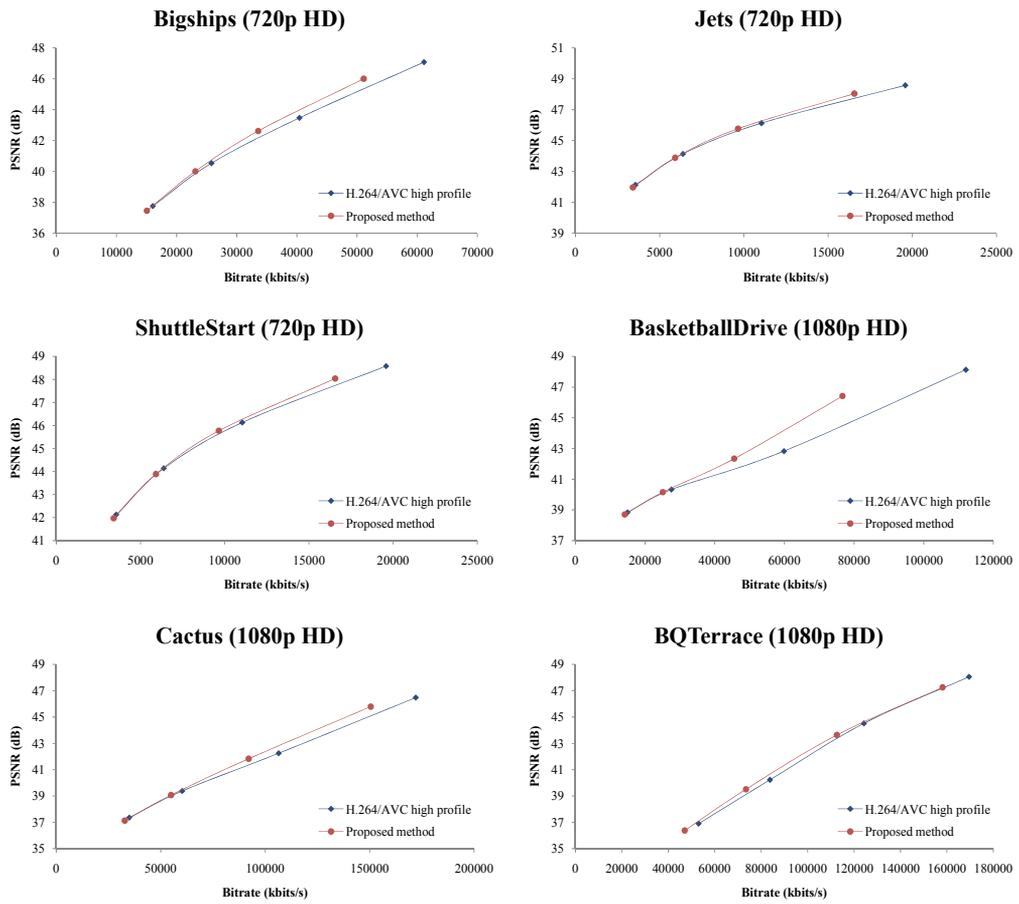 Bigships (720p HD)
48
46
44
42
40
38
36
PSNR (dB)
H.264/AVC high profile
Proposed method
0 10000 20000 30000 40000 50000 60000 70000
Bitrate (kbits/s)
Jets (720p HD)
51
49
47
45
43
41
39
PSNR (dB)
H.264/AVC high profile
Proposed method
0 5000 10000 15000 20000 25000
Bitrate (kbits/s)
ShuttleStart (720p HD)
49
48
47
46
45
44
43
42
41
PSNR (dB)
H.264/AVC high profile
Proposed method
0 5000 10000 15000 20000 25000
Bitrate (kbits/s)
BasketballDrive (1080p HD)
49
47
45
43
41
39
37
PSNR (dB)
H.264/AVC high profile
Proposed method
0 20000 40000 60000 80000 100000 120000
Bitrate (kbits/s)
Cactus (1080p HD)
49
47
45
43
41
39
37
35
PSNR (dB)
H.264/AVC high profile
Proposed method
0 50000 100000 150000 200000
Bitrate (kbits/s)
BQTerrace (1080p HD)
49
47
45
43
41
39
37
35
PSNR (dB)
H.264/AVC high profile
Proposed method
0 20000 40000 60000 80000 100000 120000 140000 160000 180000
Bitrate (kbits/s)